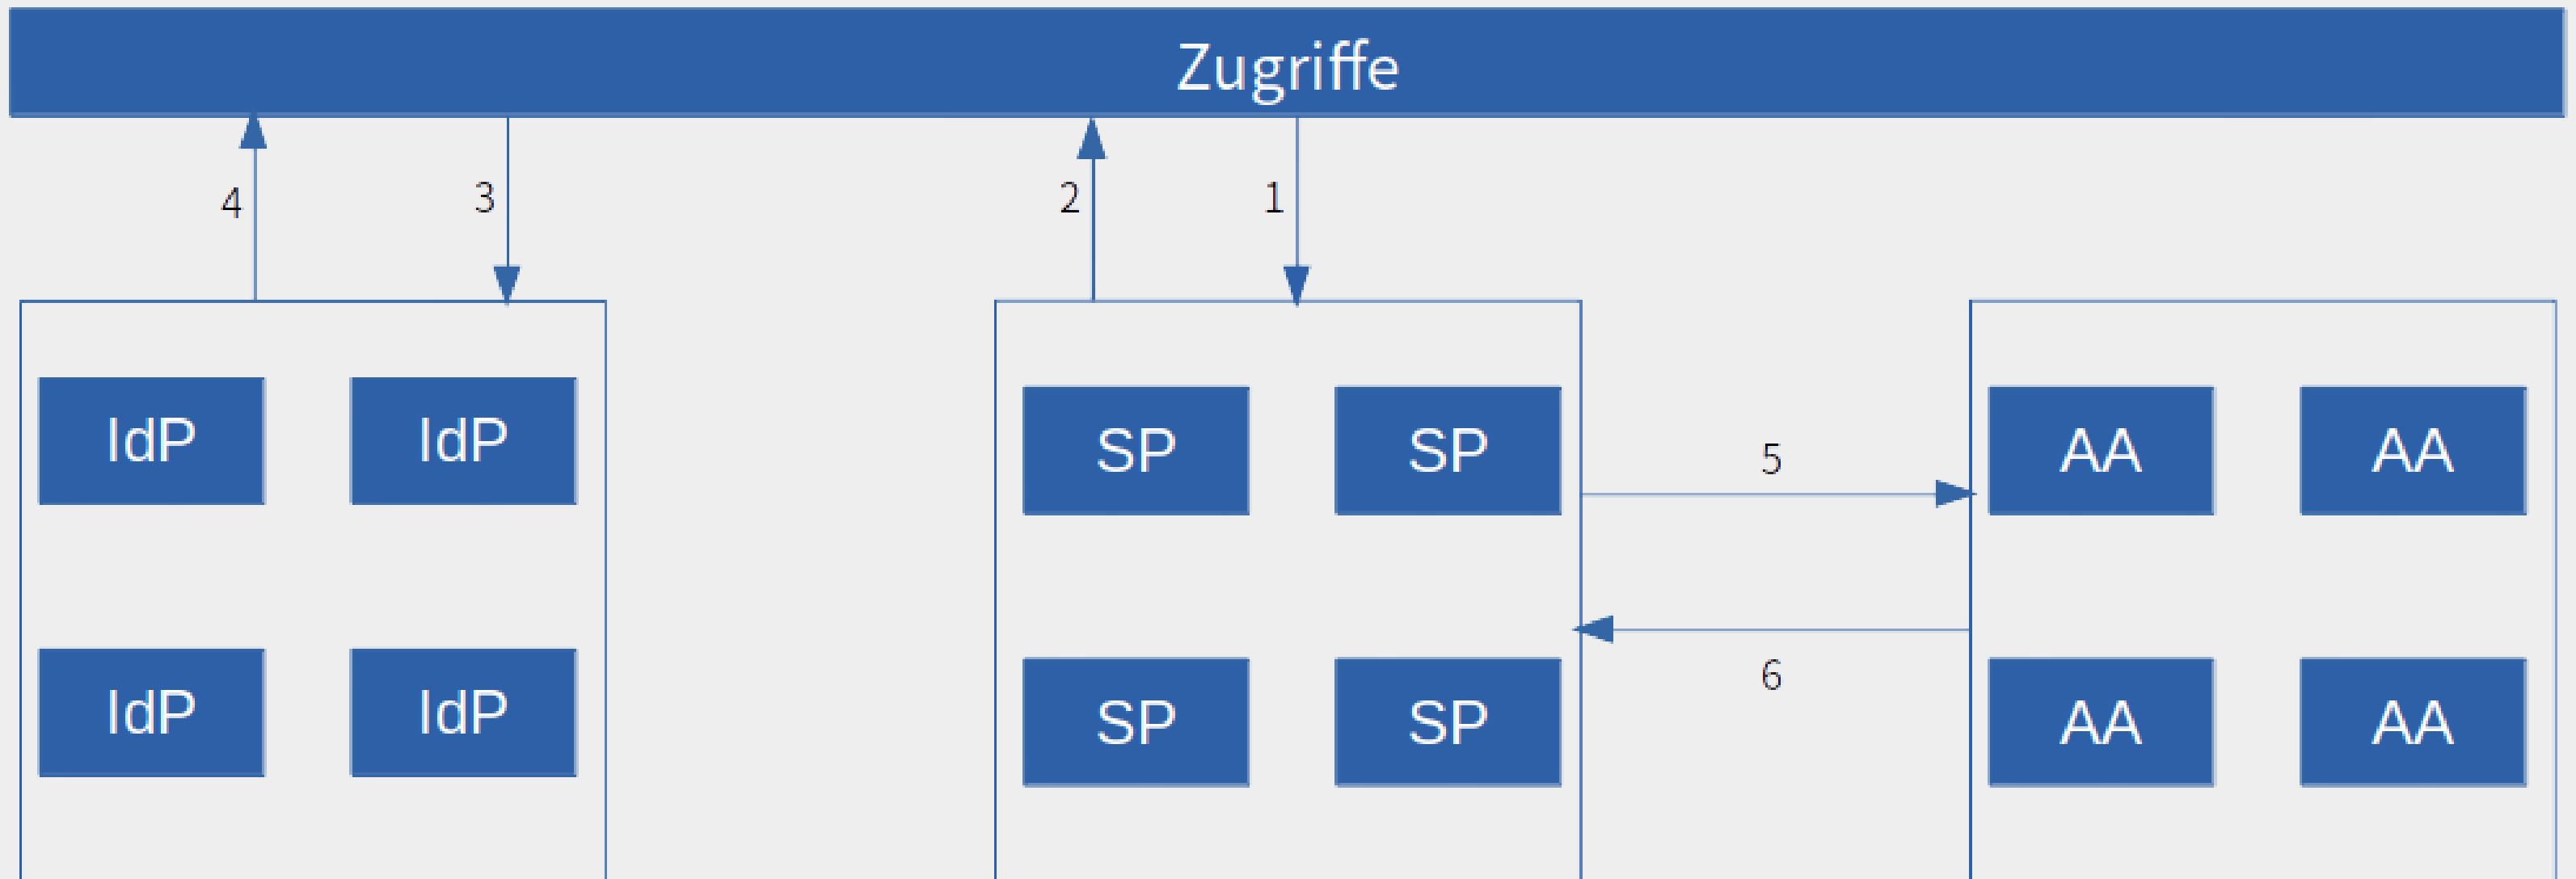 Zugriffe
4
3
2
1
IdP IdP
SP SP
5
AA AA
6
IdP IdP
SP SP
AA AA